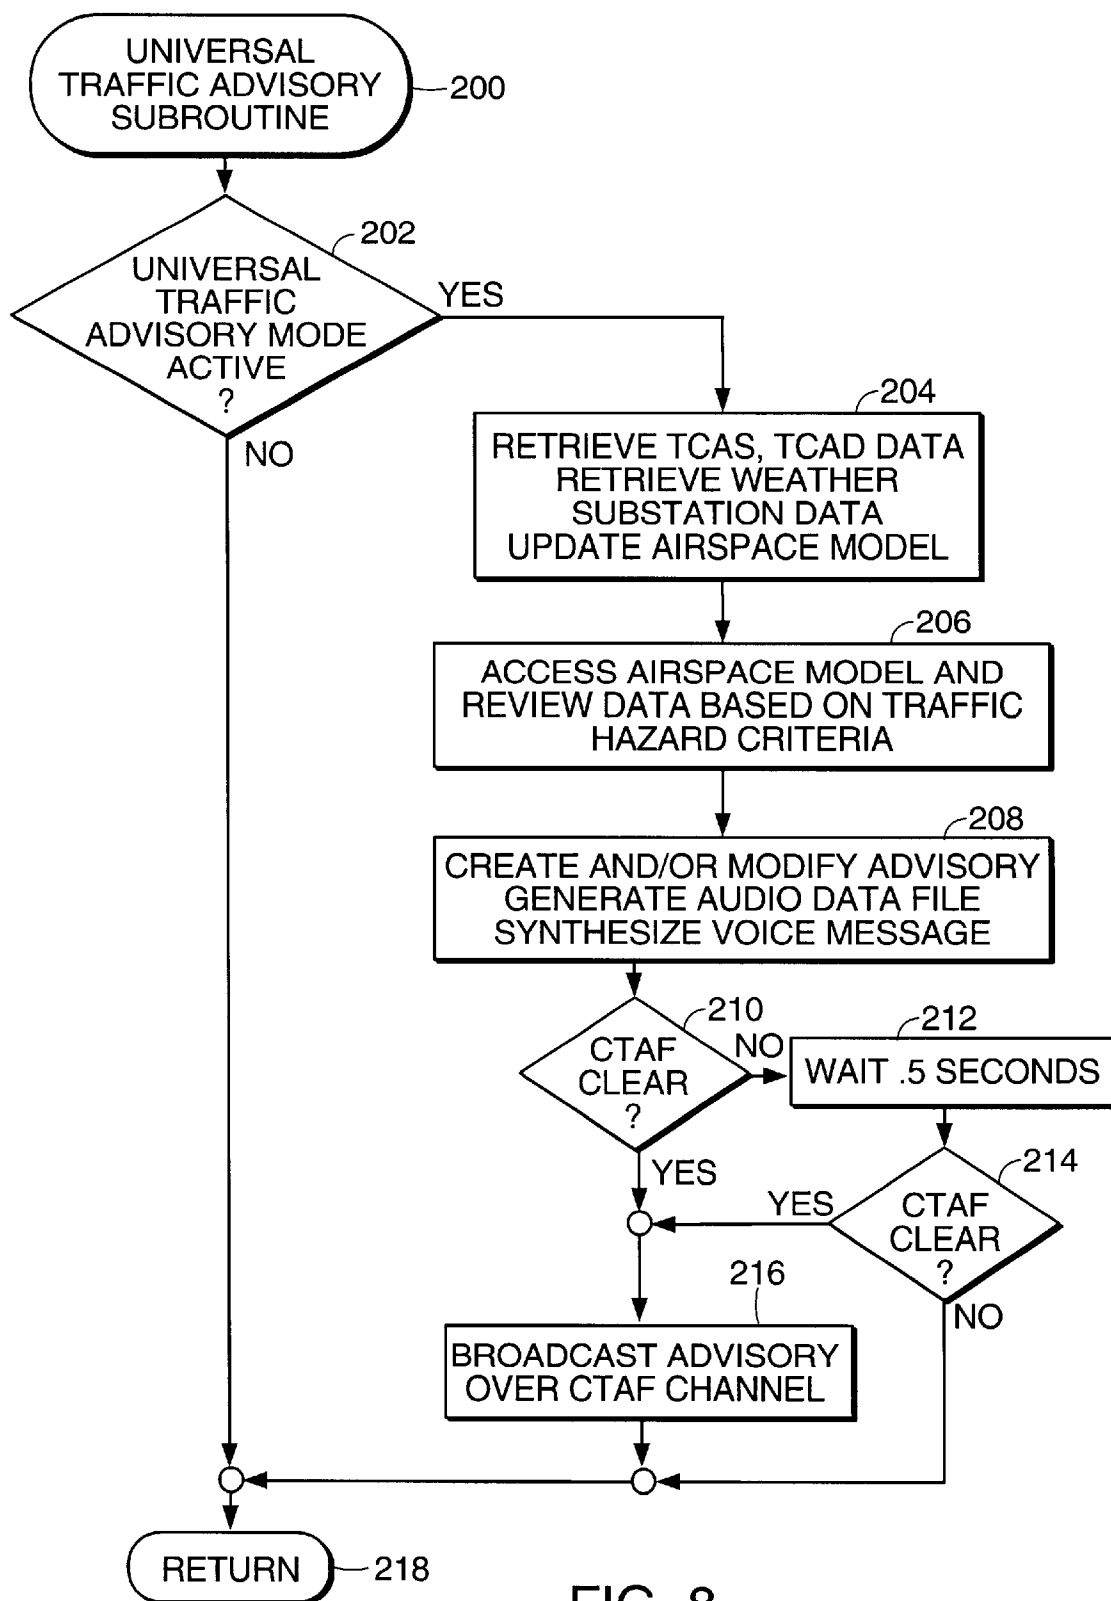 UNIVERSAL
TRAFFIC ADVISORY
SUBROUTINE
200
202
UNIVERSAL
TRAFFIC
ADVISORY MODE
ACTIVE
?
YES
NO
204
RETRIEVE TCAS, TCAD DATA
RETRIEVE WEATHER
SUBSTATION DATA
UPDATE AIRSPACE MODEL
206
ACCESS AIRSPACE MODEL AND
REVIEW DATA BASED ON TRAFFIC
HAZARD CRITERIA
208
CREATE AND/OR MODIFY ADVISORY
GENERATE AUDIO DATA FILE
SYNTHESIZE VOICE MESSAGE
210
CTAF
CLEAR
?
NO
YES
212
WAIT .5 SECONDS
214
CTAF
CLEAR
?
YES
NO
216
BROADCAST ADVISORY
OVER CTAF CHANNEL
RETURN
218
FIG. 8